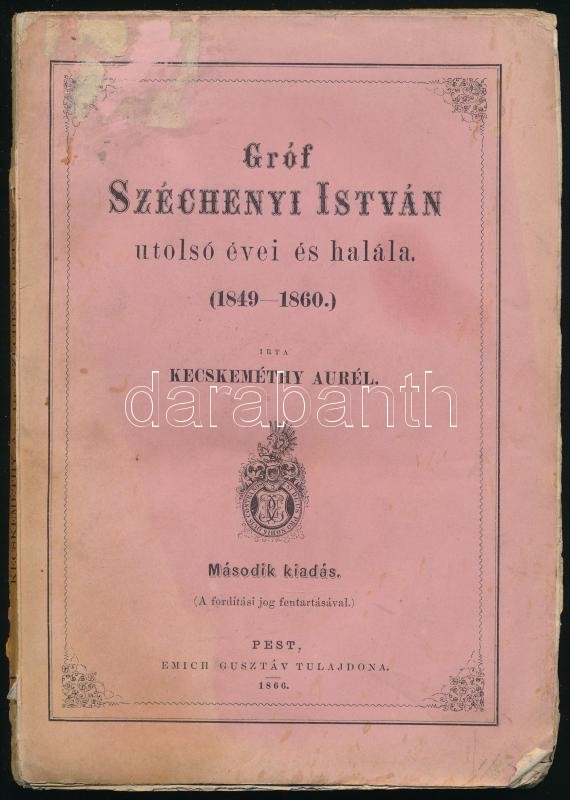 Gróf
SZÉCHENYI ISTVÁN
utolsó évei és halála.
(1849—1860.)
IRTA
KECSKEMÉTHY AURÉL.
darabanth
Második kiadás.
(A fordítási jog fentartásával.)
PEST,
EMICH GUSZTÁV TULAJDONA.
1866.